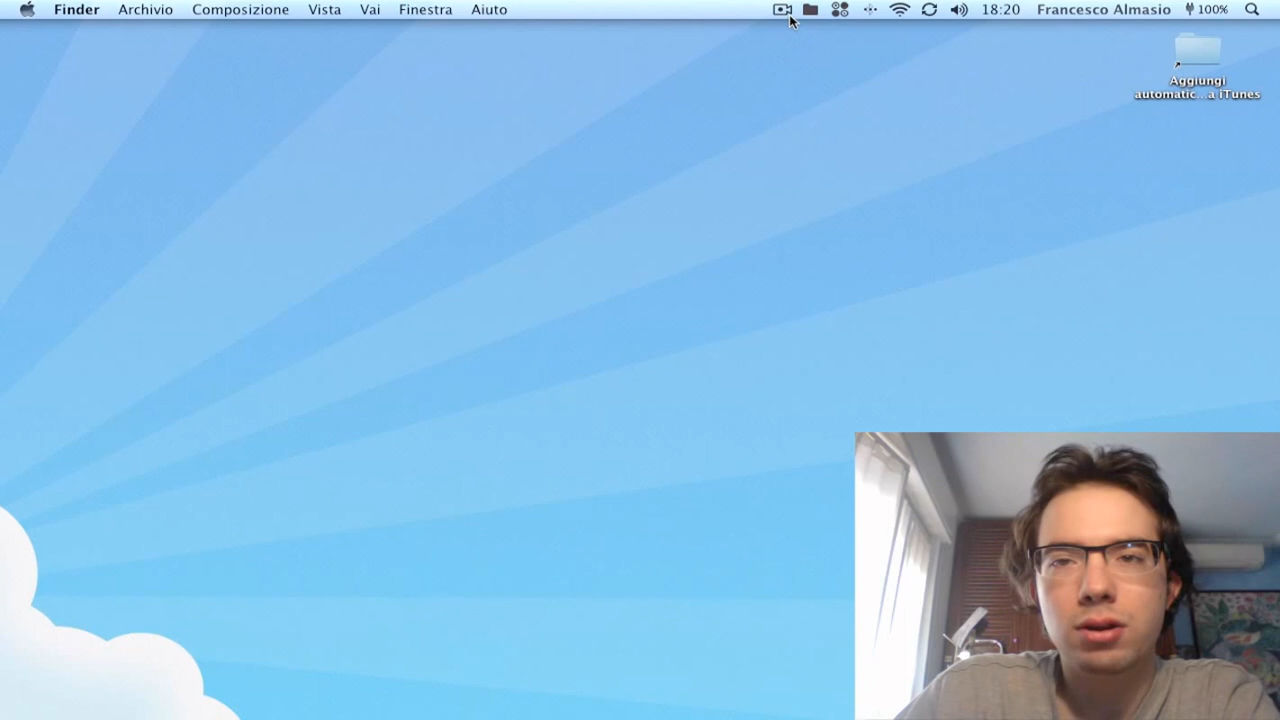 Finder Archivio Composizione Vista Vai Finestra Aiuto 18:20 Francesco Almasio 100%
Aggiungi
automatic...a iTunes